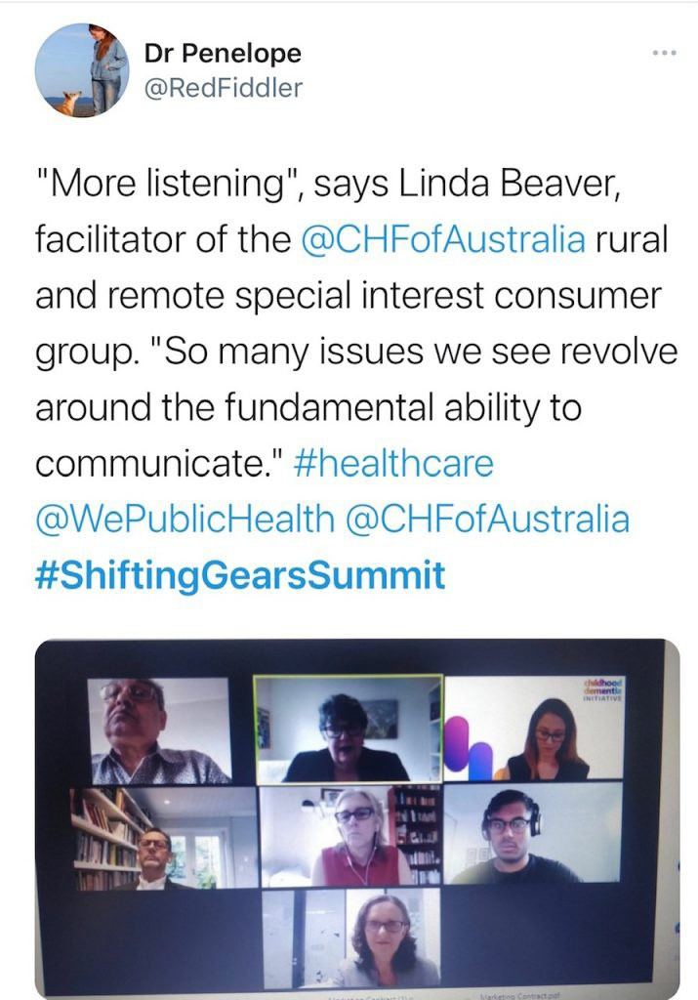 Dr Penelope
@RedFiddler
"More listening", says Linda Beaver,
facilitator of the @CHFofAustralia rural
and remote special interest consumer
group. "So many issues we see revolve
around the fundamental ability to
communicate." #healthcare
@WePublicHealth @CHFofAustralia
#ShiftingGearsSummit
childhood
dementia
INITIATIVE
Marketing Contract.pdf